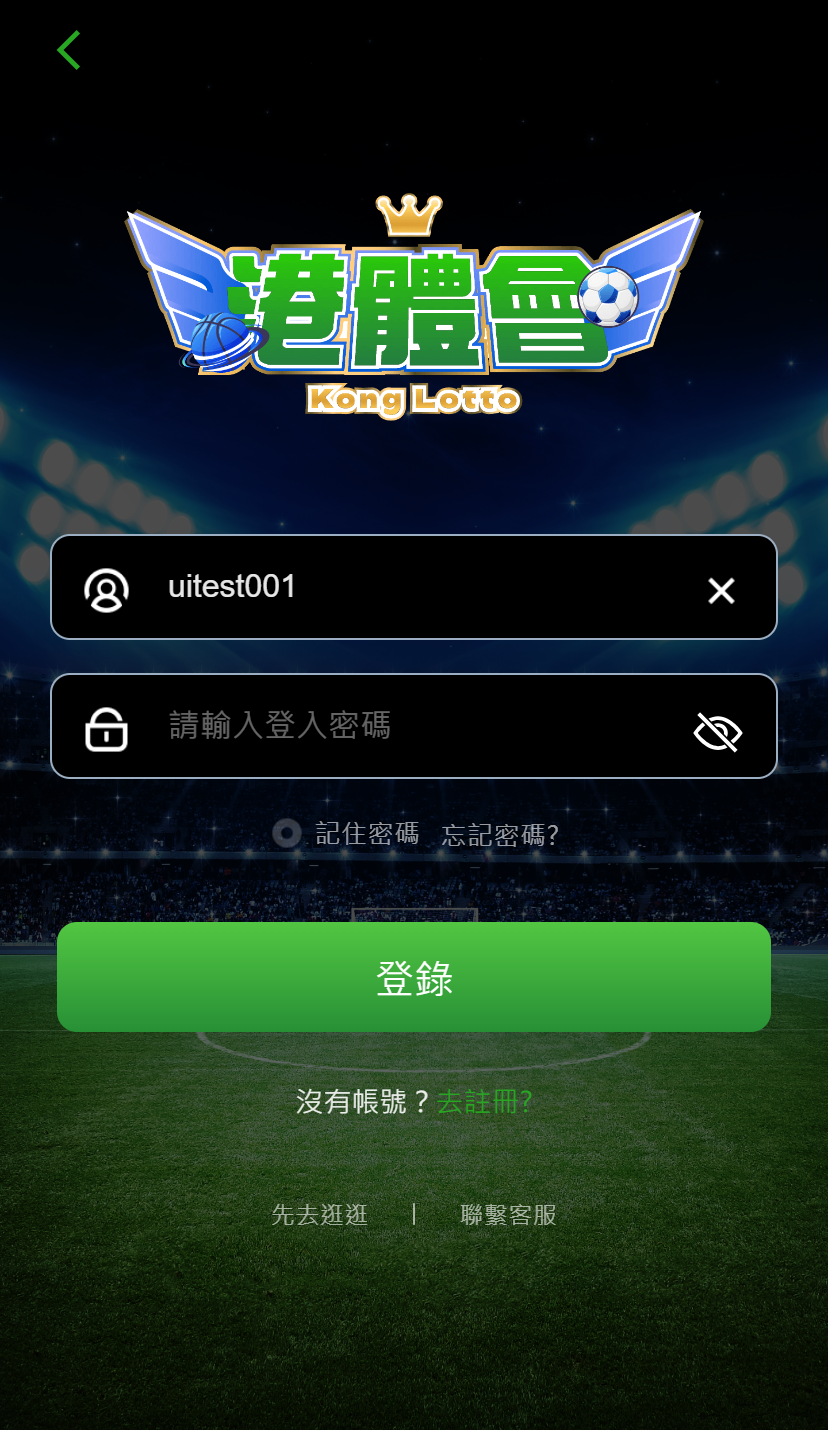 港體會
Kong Lotto
uitest001
請輸入登入密碼
記住密碼 忘記密碼?
登錄
沒有帳號？去註冊?
先去逛逛 | 聯繫客服